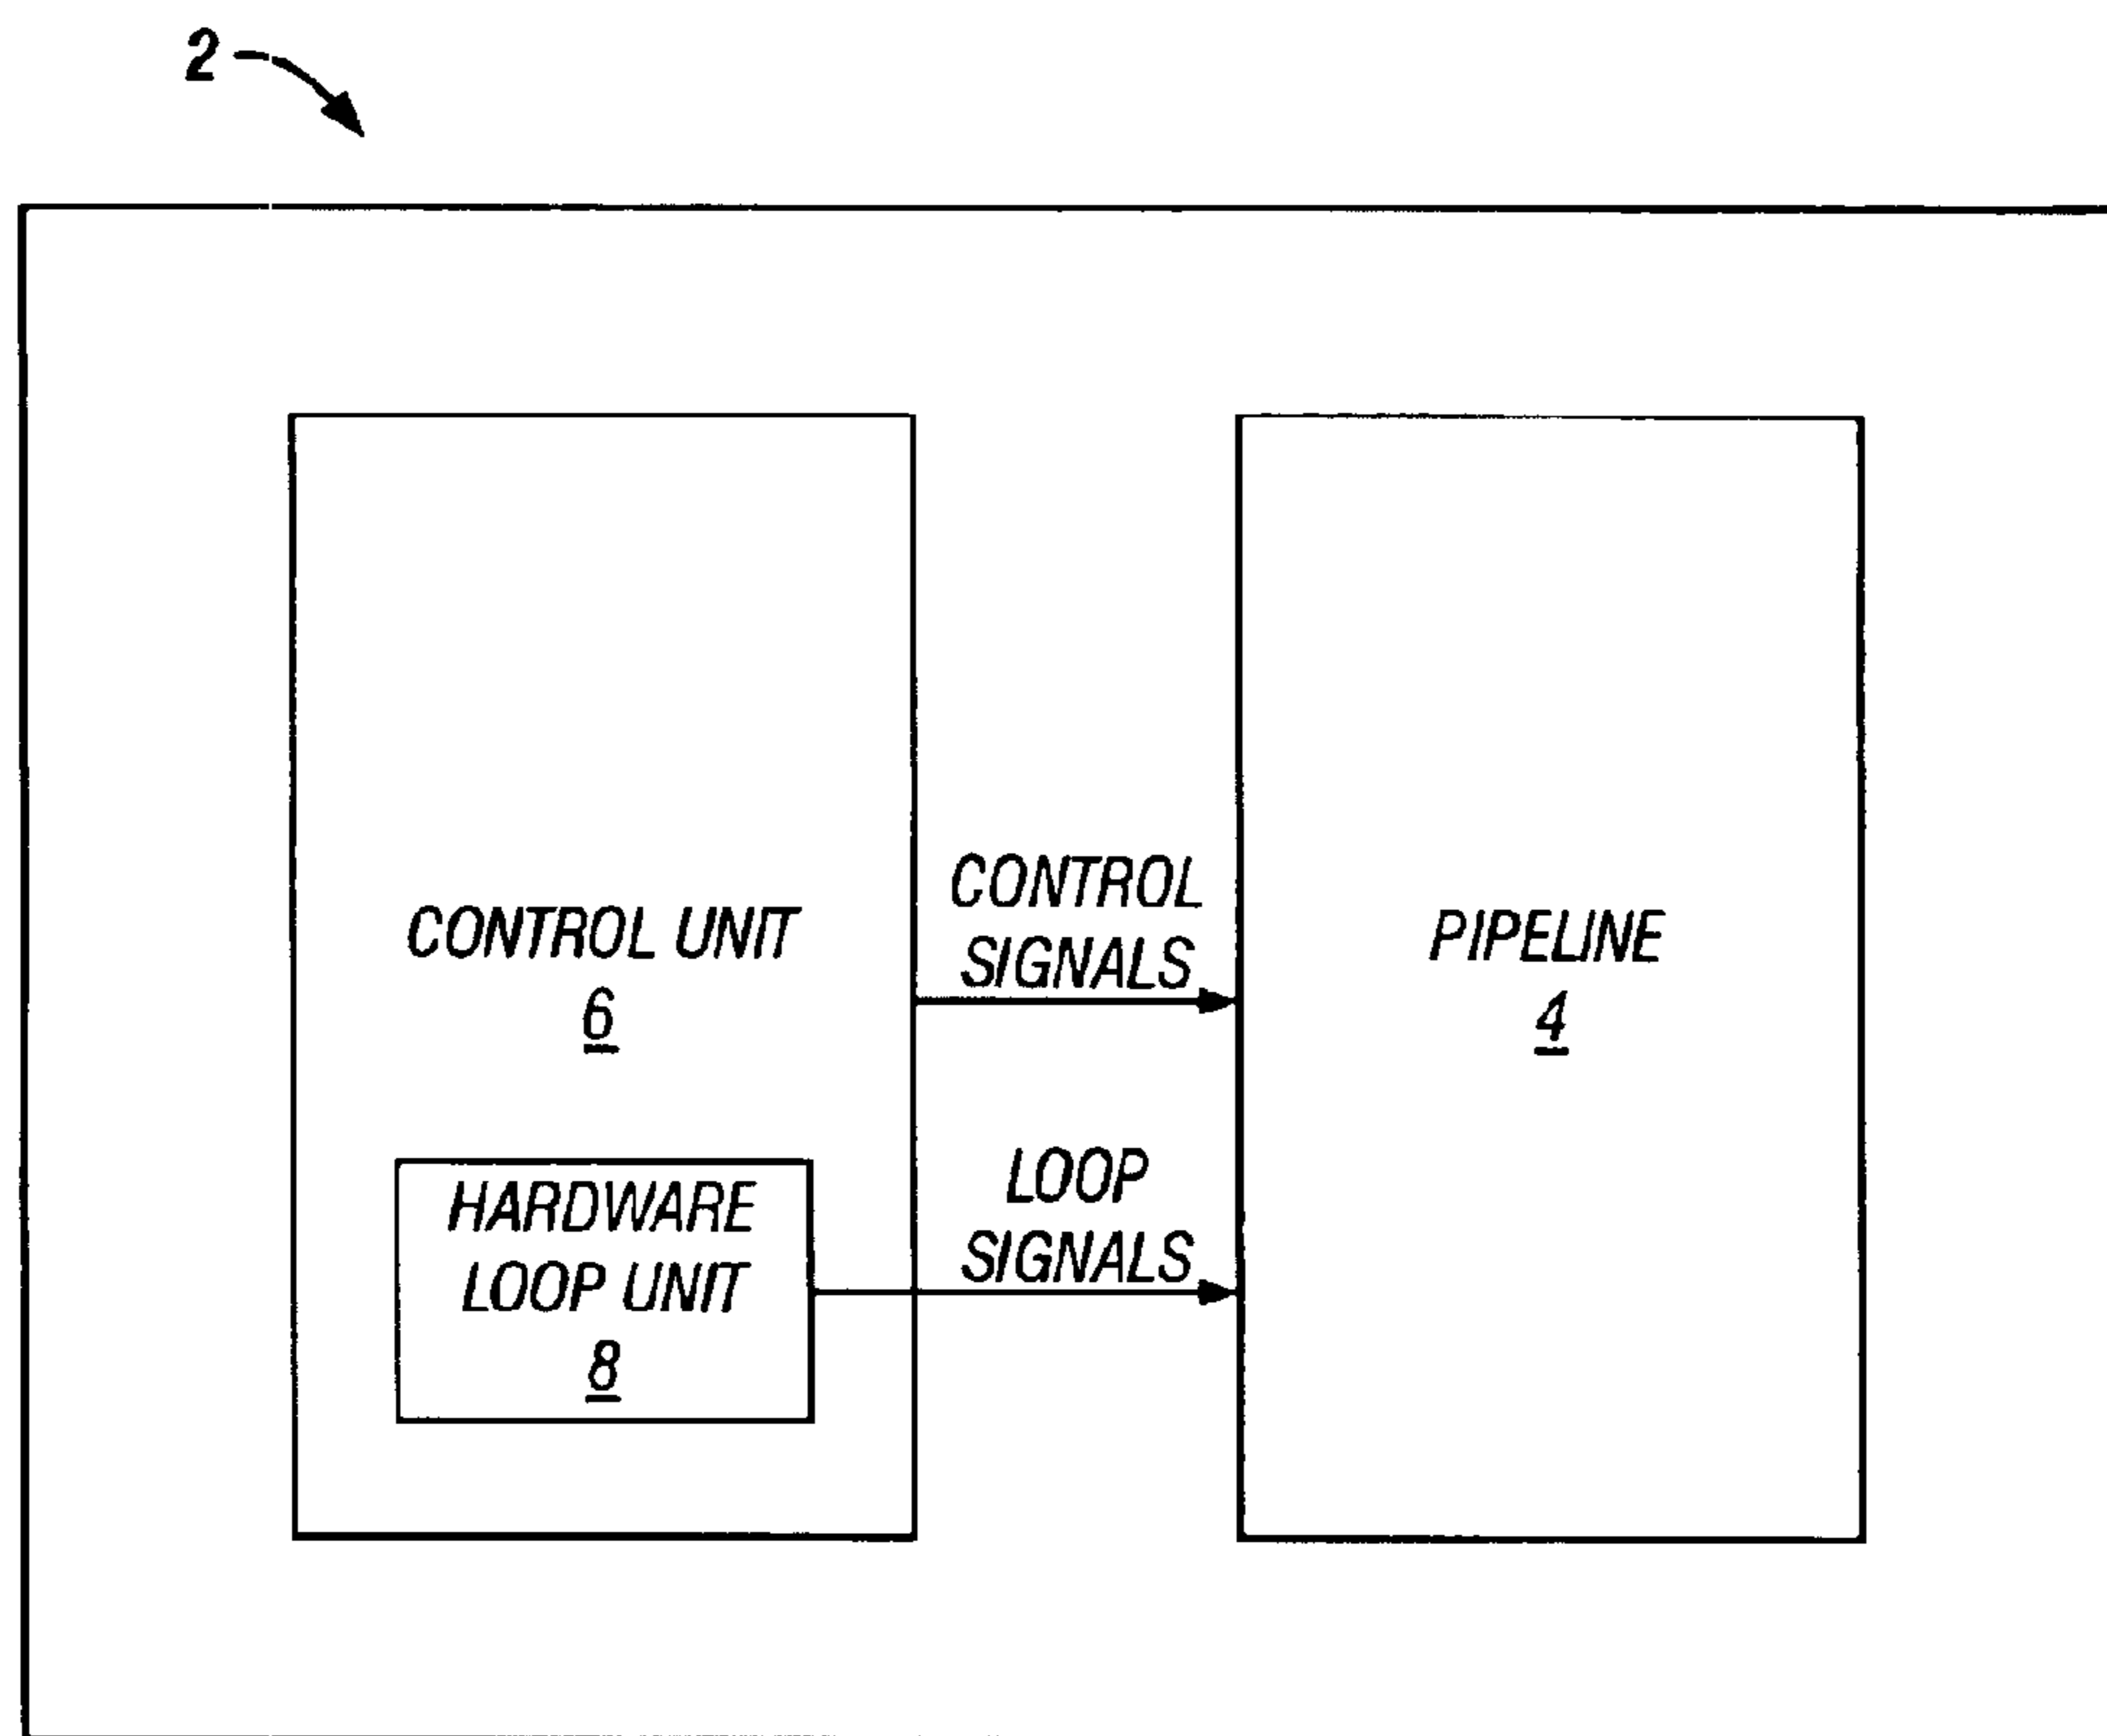 2
CONTROL UNIT
6
HARDWARE
LOOP UNIT
8
CONTROL
SIGNALS
LOOP
SIGNALS
PIPELINE
4